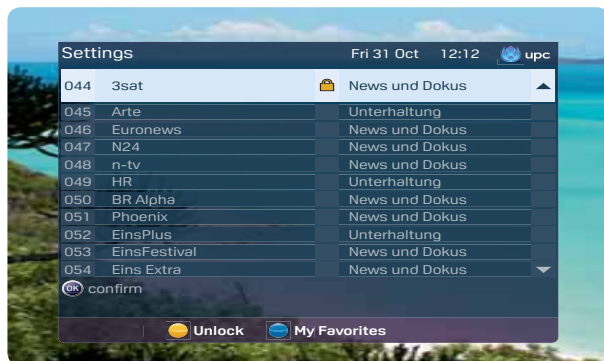 Settings Fri 31 Oct 12:12 upc
044 3sat News und Dokus
045 Arte Unterhaltung
046 Euronews News und Dokus
047 N24 News und Dokus
048 n-tv News und Dokus
049 HR Unterhaltung
050 BR Alpha News und Dokus
051 Phoenix News und Dokus
052 EinsPlus Unterhaltung
053 EinsFestival News und Dokus
054 Eins Extra News und Dokus
OK confirm
Unlock My Favorites